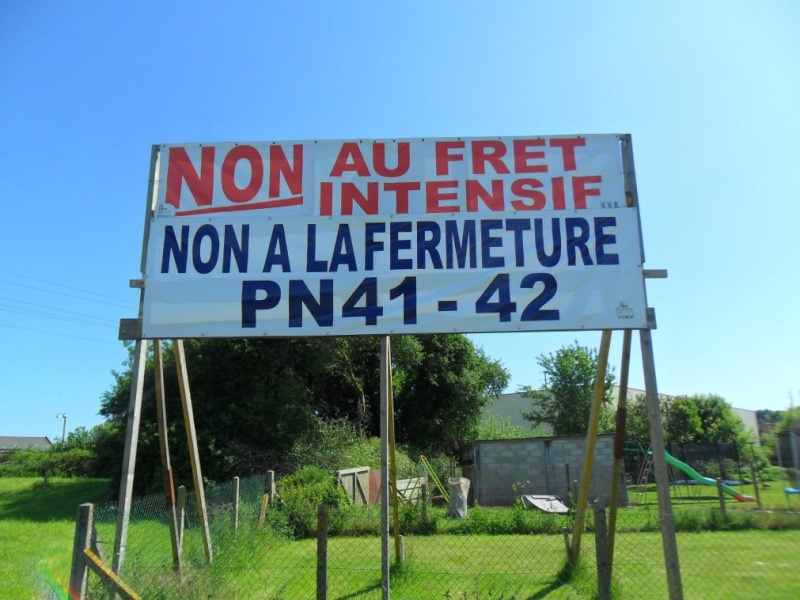 NON AU FRET
INTENSIF
V.V.B.
NON A LA FERMETURE
PN41 - 42